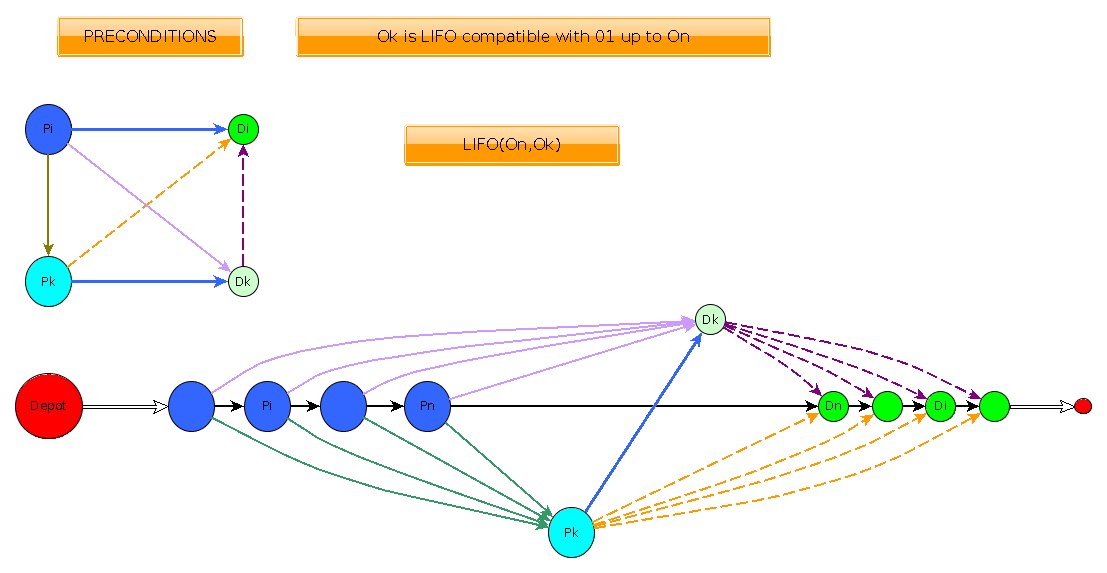 PRECONDITIONS
Ok is LIFO compatible with 01 up to On
Pi
Di
LIFO(On,Ok)
Pk
Dk
Dk
Depot
Pi
Pn
Dn
Di
Pk